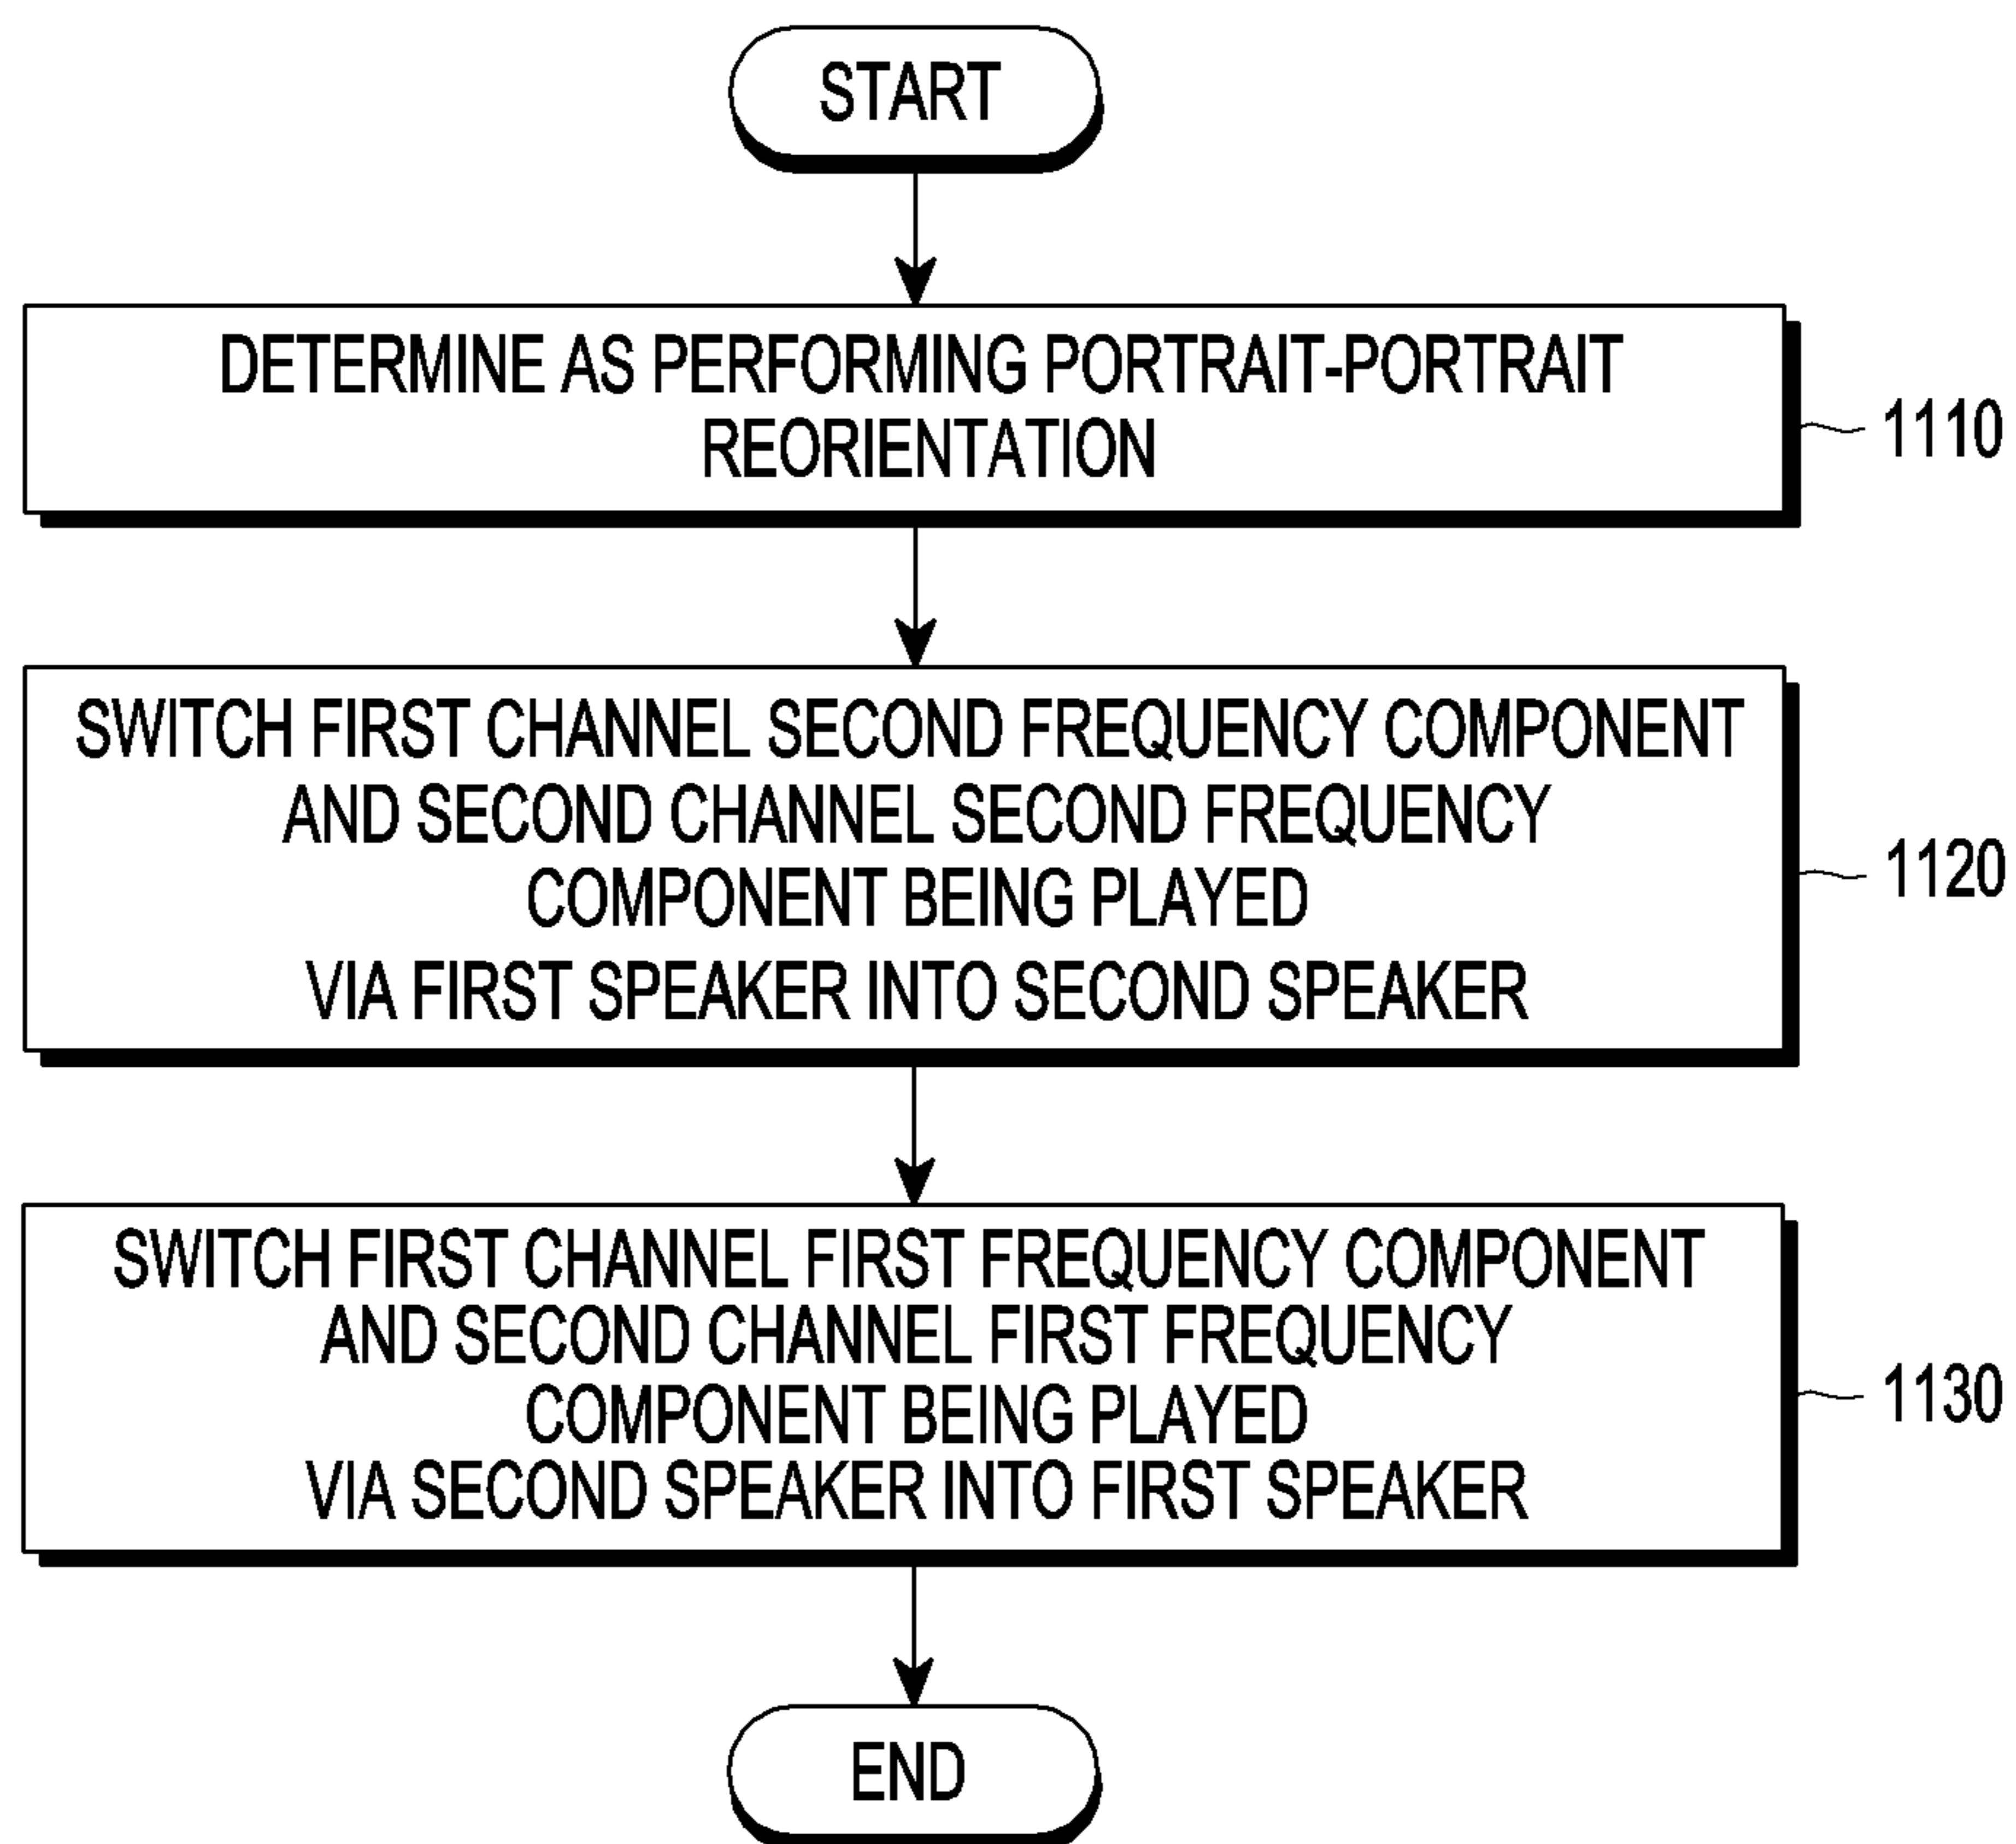 START
DETERMINE AS PERFORMING PORTRAIT-PORTRAIT
REORIENTATION
1110
SWITCH FIRST CHANNEL SECOND FREQUENCY COMPONENT
AND SECOND CHANNEL SECOND FREQUENCY
COMPONENT BEING PLAYED
VIA FIRST SPEAKER INTO SECOND SPEAKER
1120
SWITCH FIRST CHANNEL FIRST FREQUENCY COMPONENT
AND SECOND CHANNEL FIRST FREQUENCY
COMPONENT BEING PLAYED
VIA SECOND SPEAKER INTO FIRST SPEAKER
1130
END